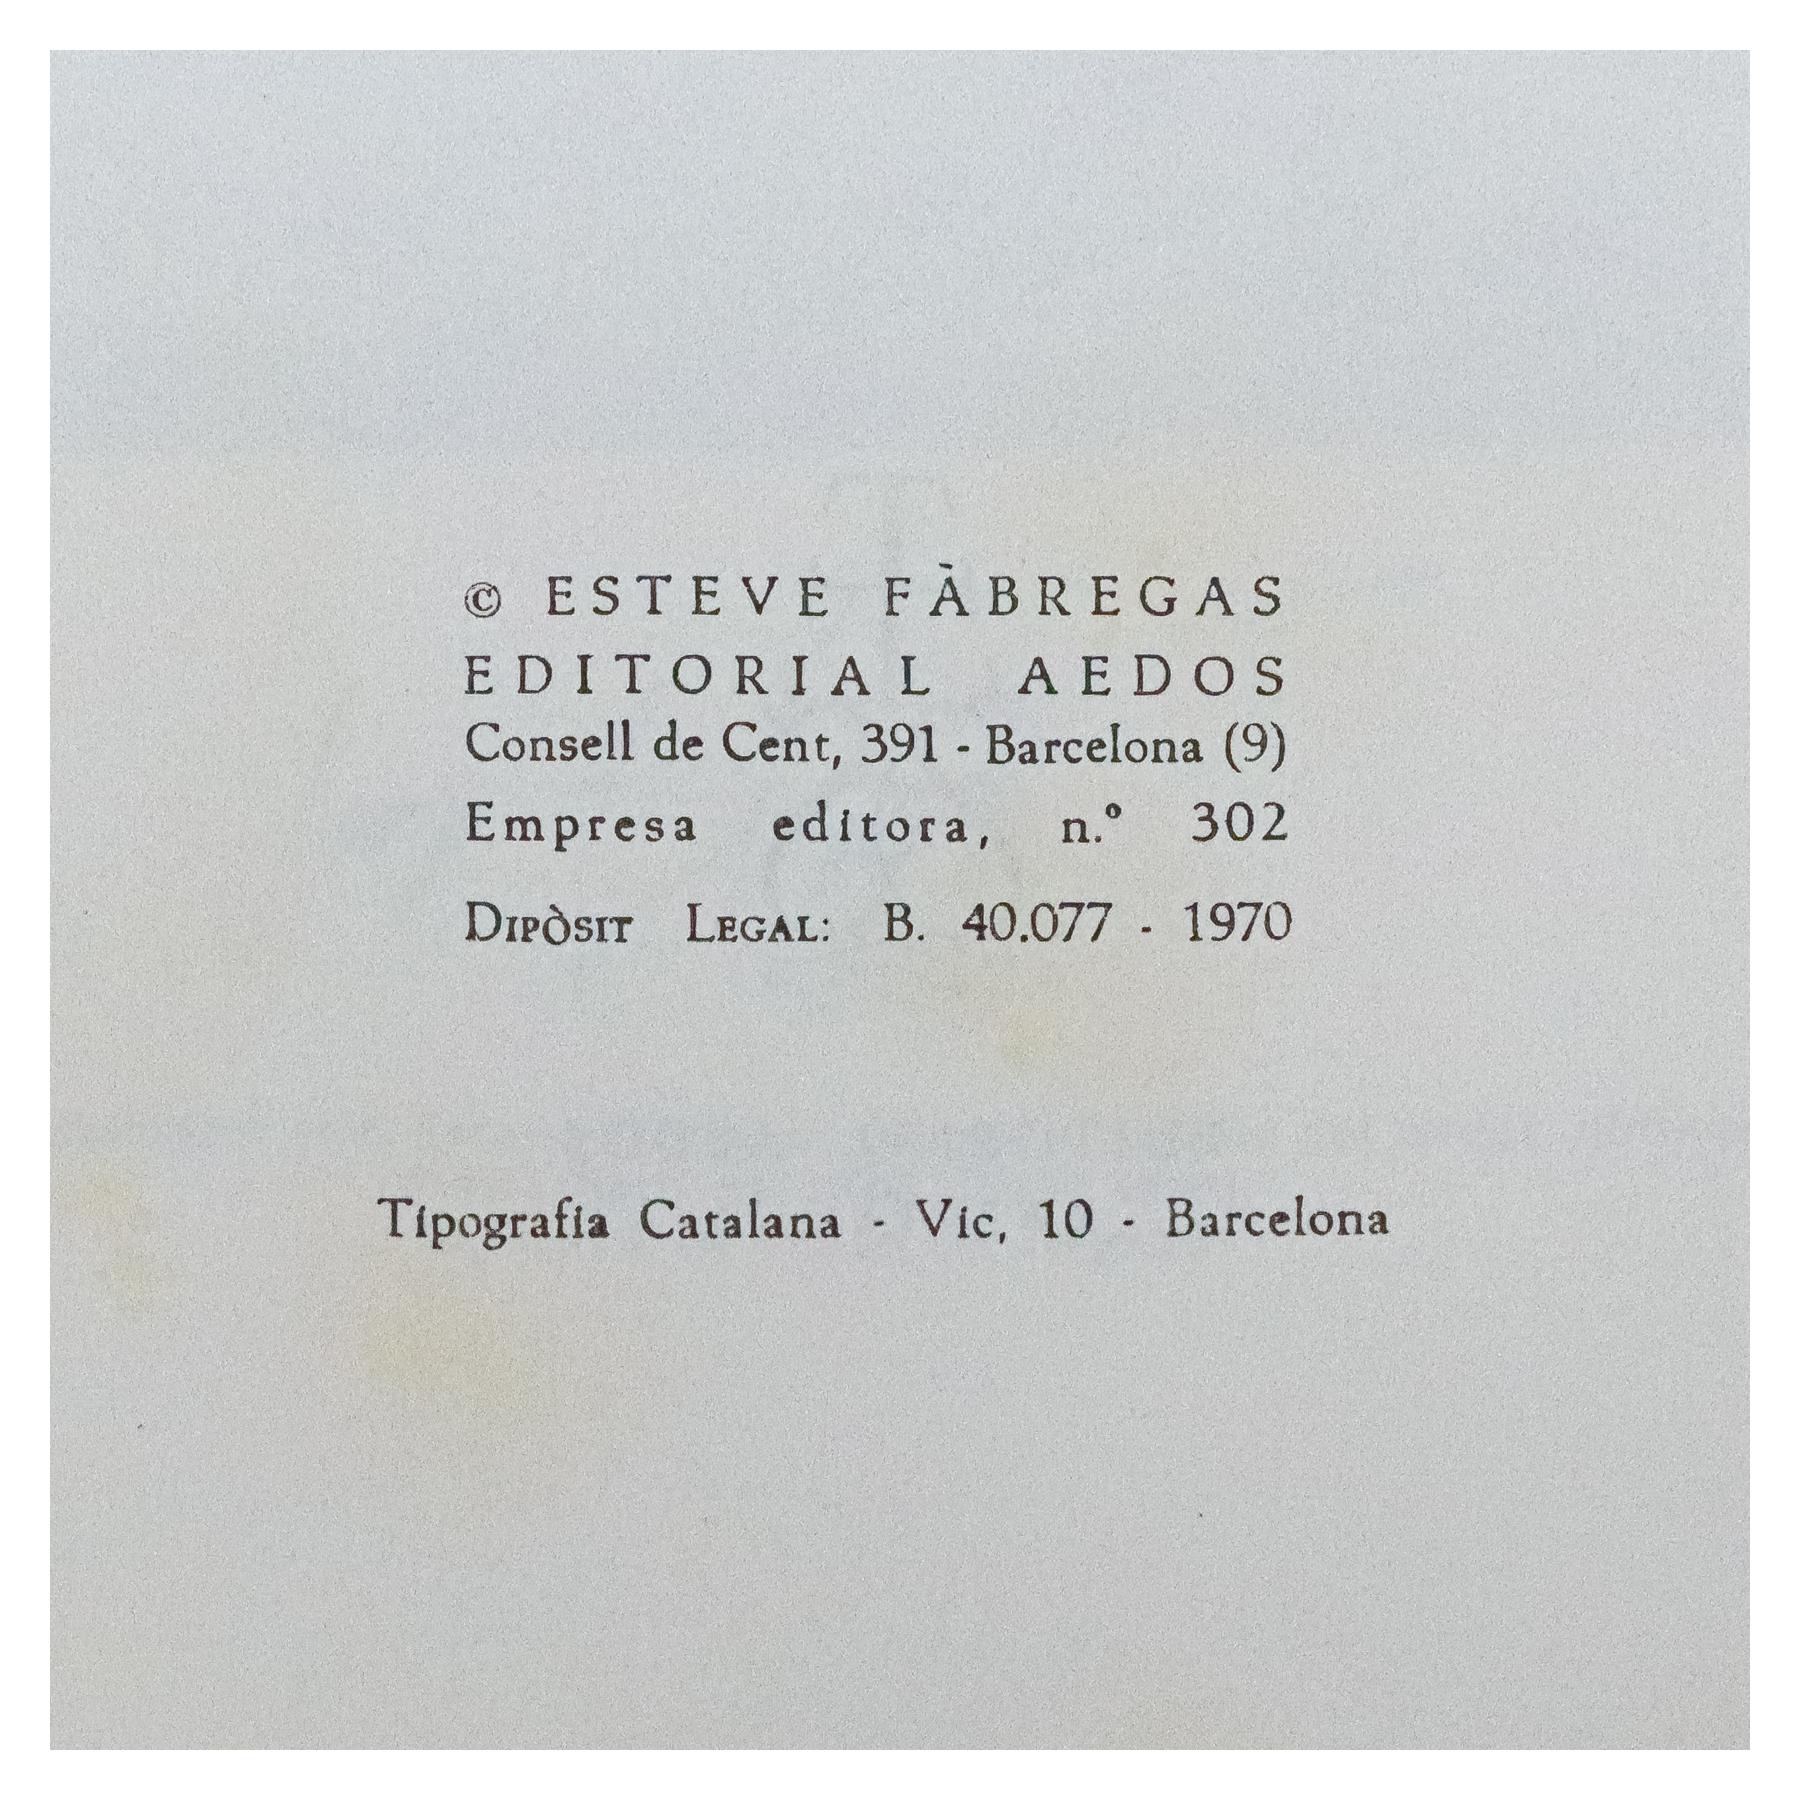 © ESTEVE FÀBREGAS
EDITORIAL AEDOS
Consell de Cent, 391 - Barcelona (9)
Empresa editora, n.º 302
Dipòsit Legal: B. 40.077 - 1970
Tipografia Catalana - Vic, 10 - Barcelona